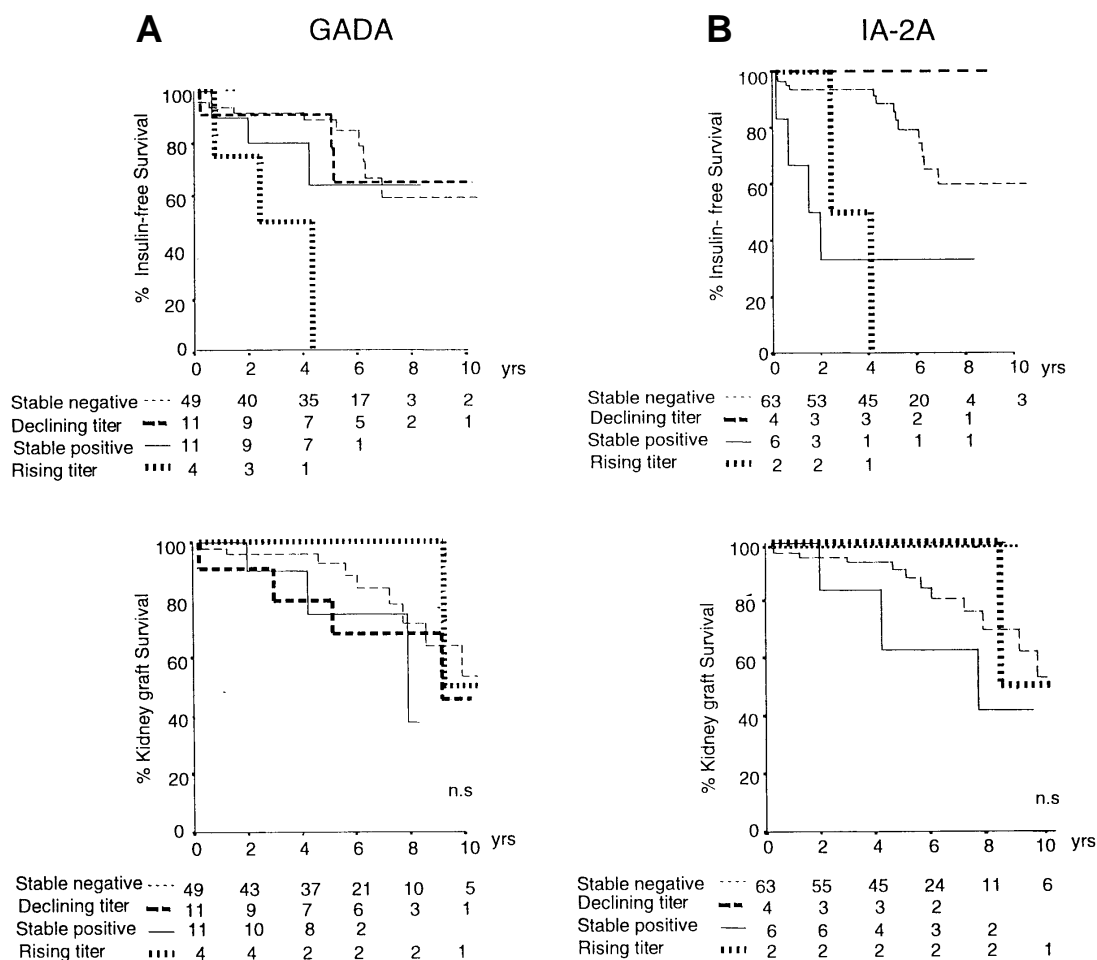 A GADA
B IA-2A
% Insulin-free Survival
100
80
60
40
20
0
0 2 4 6 8 10 yrs
Stable negative 49 40 35 17 3 2
Declining titer 11 9 7 5 2 1
Stable positive 11 9 7 1
Rising titer 4 3 1
% Insulin- free Survival
100
80
60
40
20
0
0 2 4 6 8 10 yrs
Stable negative 63 53 45 20 4 3
Declining titer 4 3 3 2 1
Stable positive 6 3 1 1 1
Rising titer 2 2 1
% Kidney graft Survival
100
80
60
40
20
0
n.s
0 2 4 6 8 10 yrs
Stable negative 49 43 37 21 10 5
Declining titer 11 9 7 6 3 1
Stable positive 11 10 8 2
Rising titer 4 4 2 2 2 1
% Kidney graft Survival
100
80
60
40
20
0
n.s
0 2 4 6 8 10 yrs
Stable negative 63 55 45 24 11 6
Declining titer 4 3 3 2
Stable positive 6 6 4 3 2
Rising titer 2 2 2 2 2 1